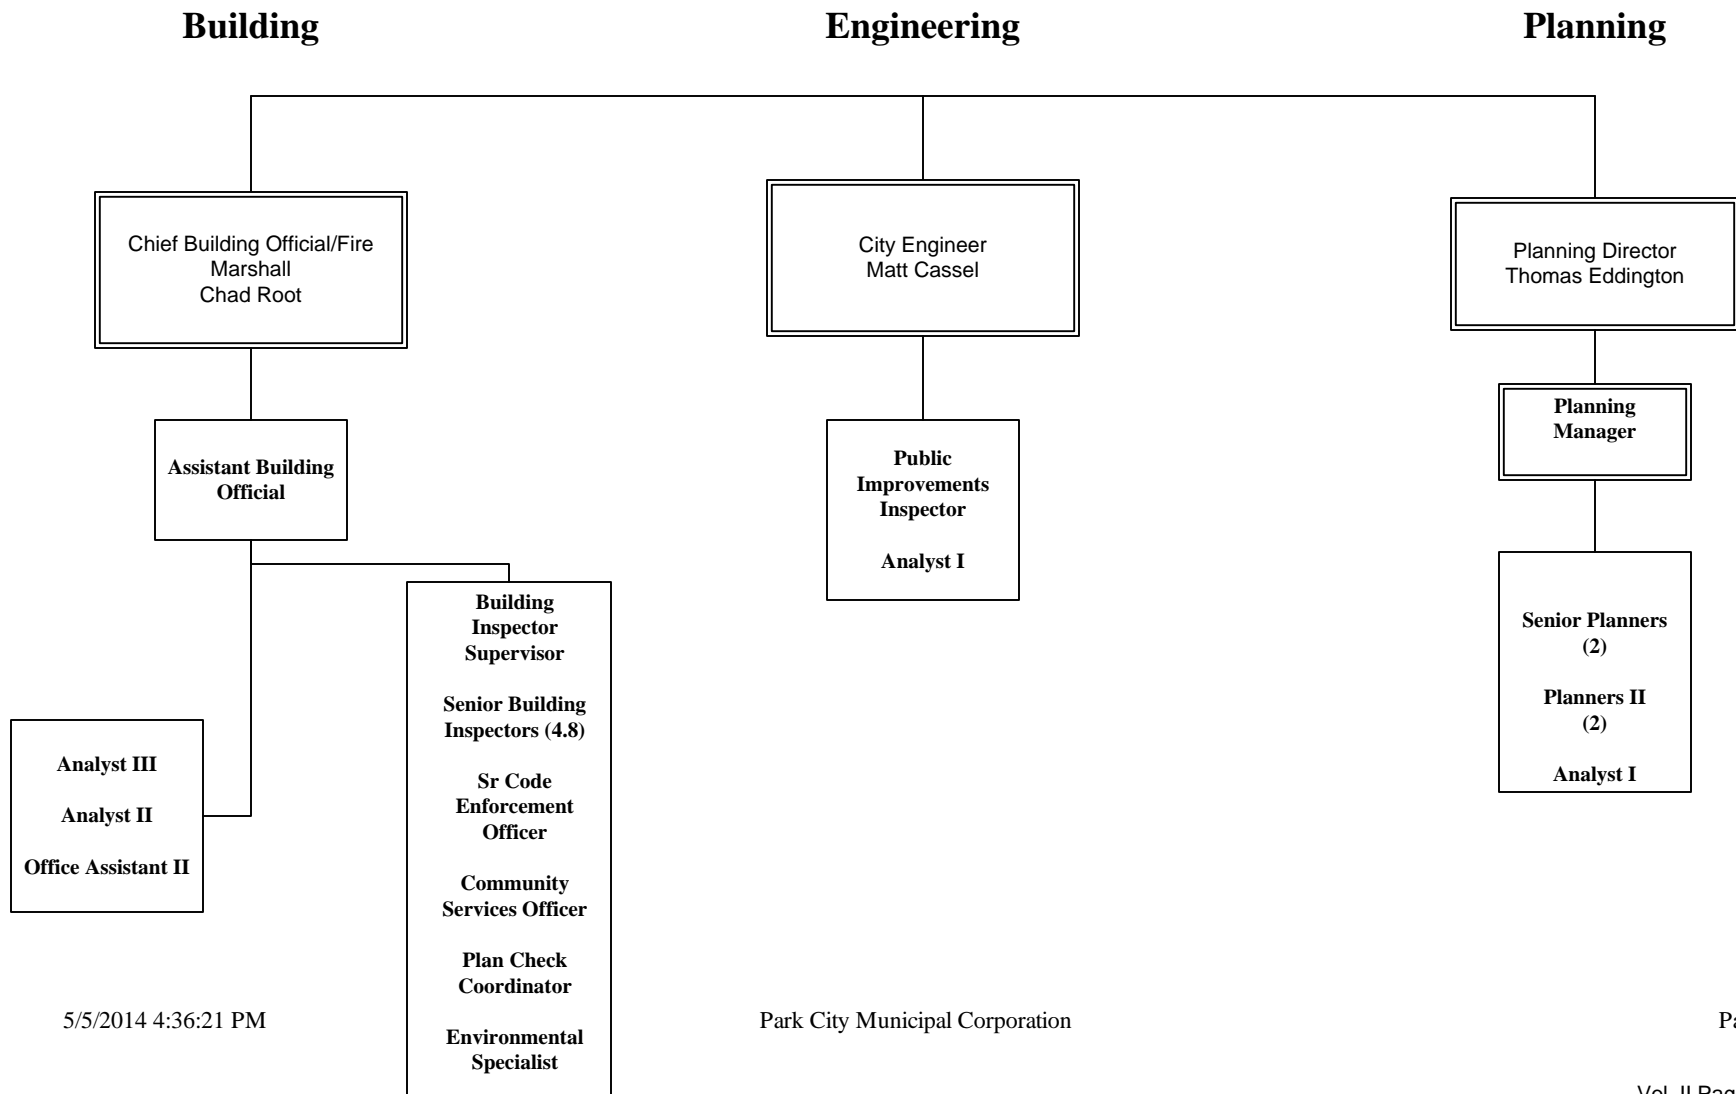 Building
Engineering
Planning
Chief Building Official/Fire
Marshall
Chad Root
City Engineer
Matt Cassel
Planning Director
Thomas Eddington
Assistant Building
Official
Public
Improvements
Inspector
Analyst I
Planning
Manager
Senior Planners
(2)
Planners II
(2)
Analyst I
Analyst III
Analyst II
Office Assistant II
Building
Inspector
Supervisor
Senior Building
Inspectors (4.8)
Sr Code
Enforcement
Officer
Community
Services Officer
Plan Check
Coordinator
Environmental
Specialist
5/5/2014 4:36:21 PM
Park City Municipal Corporation
Vol. II